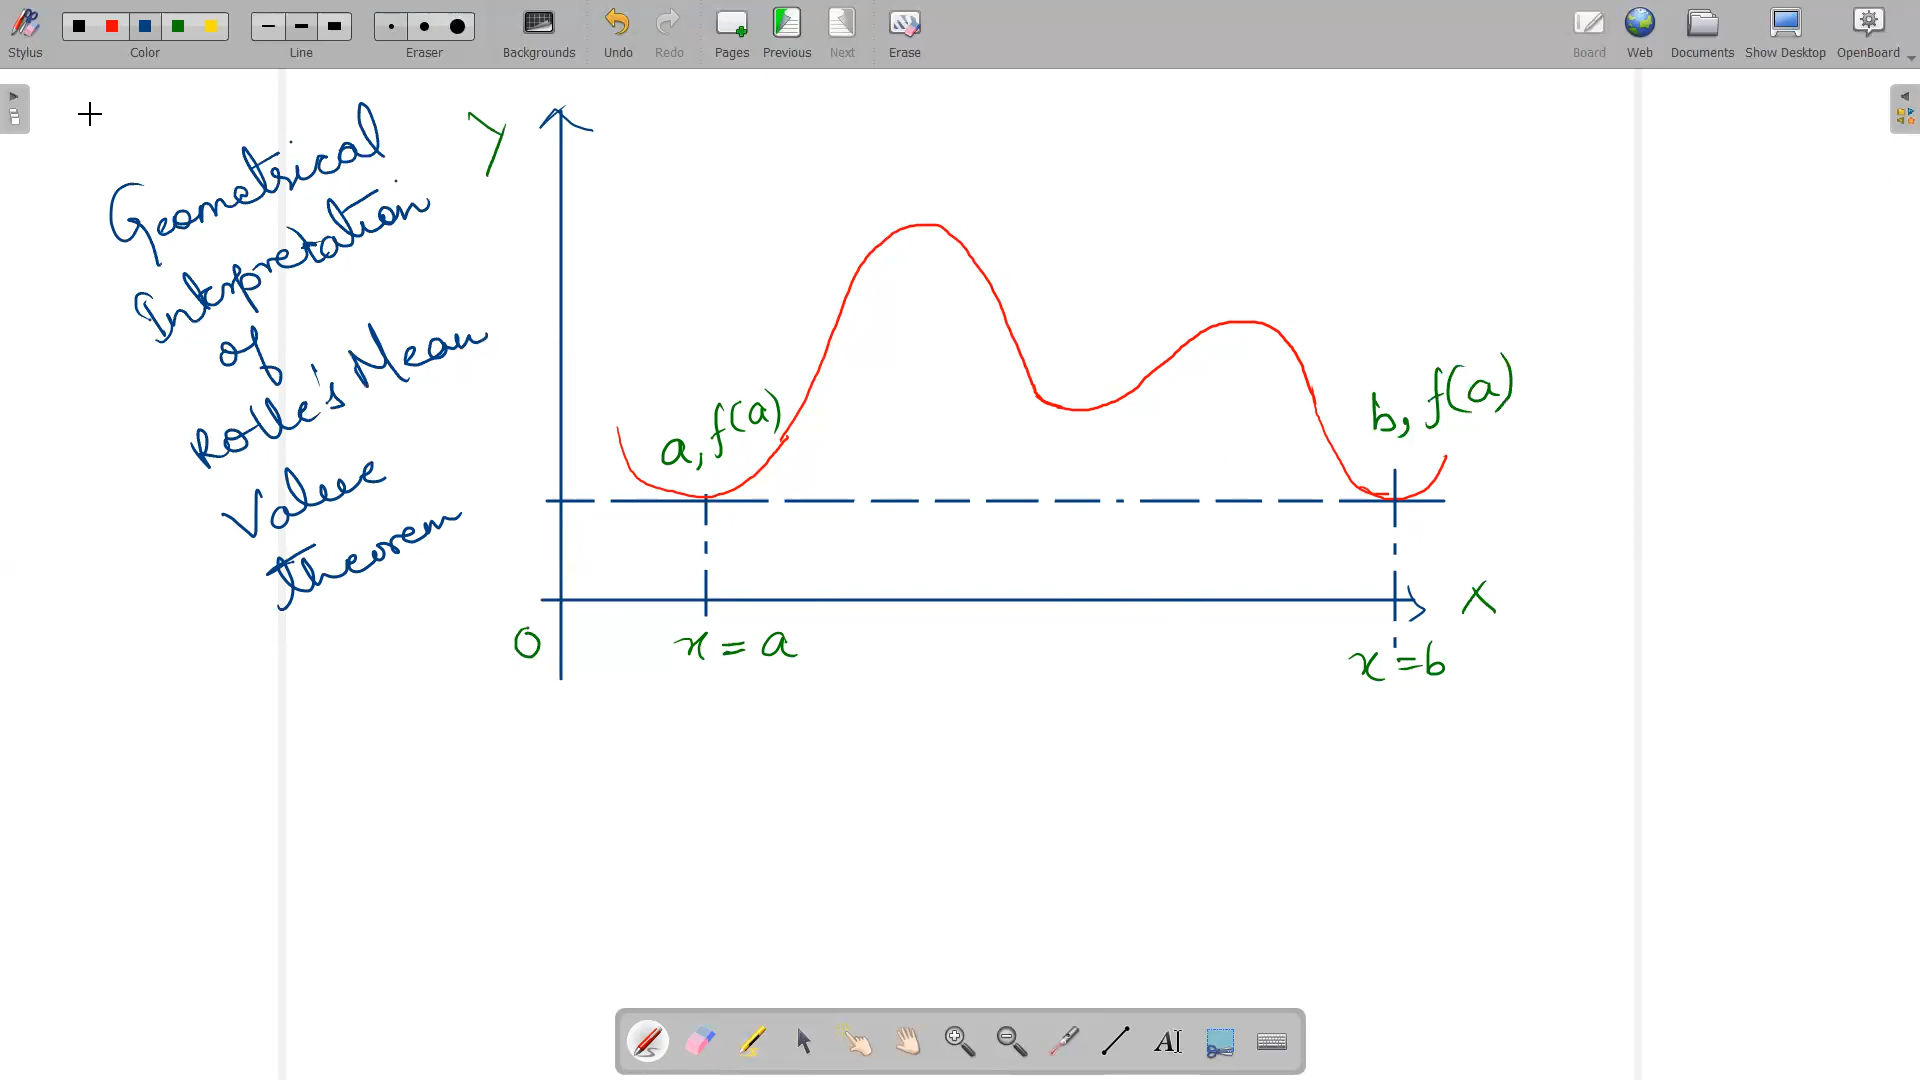 Stylus Color Line Eraser Backgrounds Undo Redo Pages Previous Next Erase Board Web Documents Show Desktop OpenBoard
Geometrical
Interpretation
of
Rolle's Mean
Value
theorem
Y
a, f(a)
b, f(a)
X
O
x = a
x = b